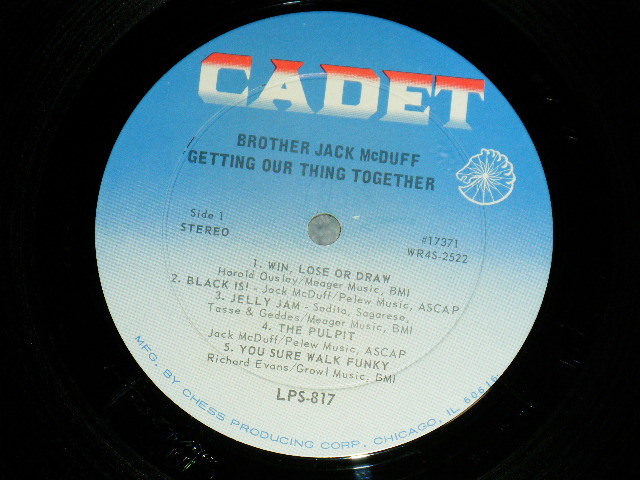 CADET
BROTHER JACK McDUFF
GETTING OUR THING TOGETHER
Side 1
STEREO
#17371
WR4S-2522
1. WIN, LOSE OR DRAW
Harold Ousley/Meager Music, BMI
2. BLACK IS! - Jack McDuff/Pelew Music, ASCAP
3. JELLY JAM - Sodita, Sagarese,
Tasse & Geddes/Meager Music, BMI
4. THE PULPIT
Jack McDuff/Pelew Music, ASCAP
5. YOU SURE WALK FUNKY
Richard Evans/Growl Music, BMI
LPS-817
MFG. BY CHESS PRODUCING CORP., CHICAGO, IL 60616